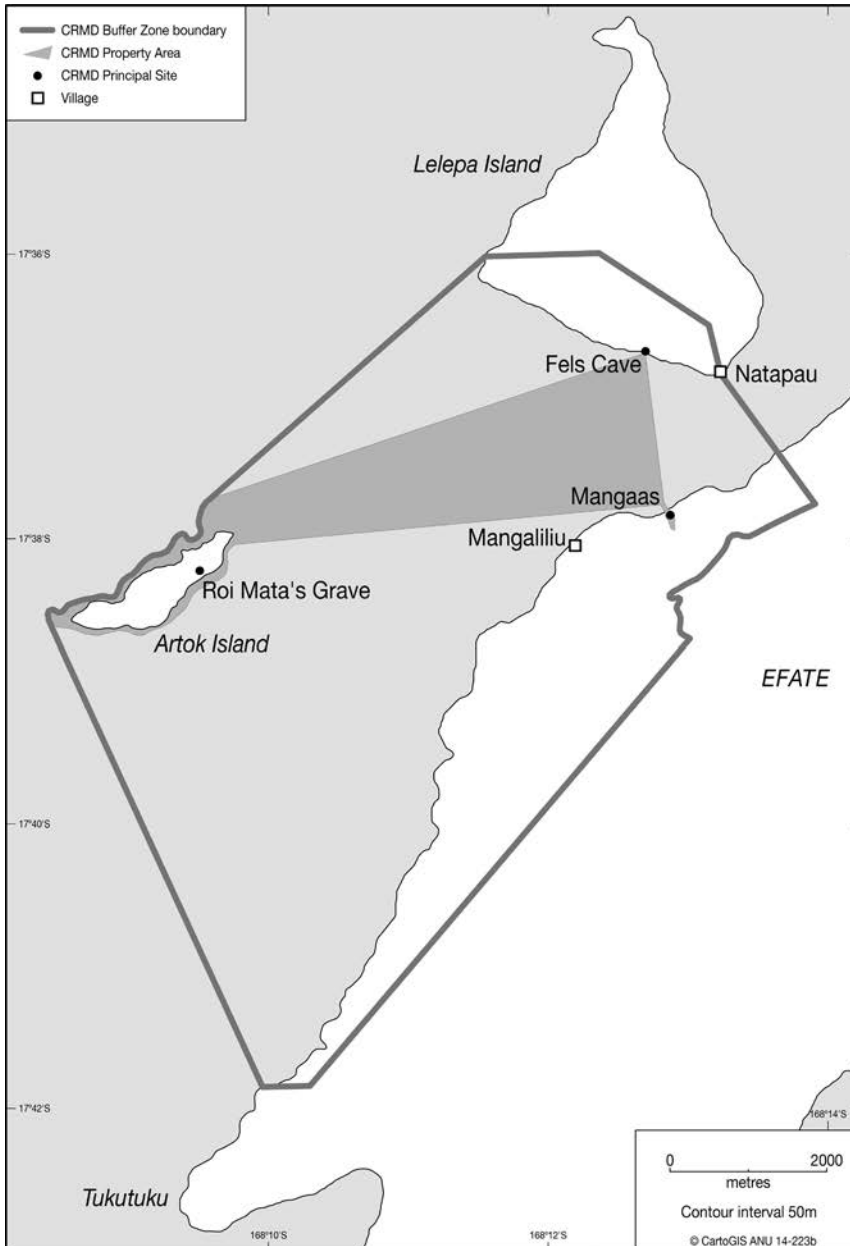 CRMD Buffer Zone boundary
CRMD Property Area
CRMD Principal Site
Village
Lelepa Island
17°36'S
Fels Cave
Natapau
Mangaas
17°38'S
Mangaliliu
Roi Mata's Grave
Artok Island
EFATE
17°40'S
17°42'S
168°14'S
0 2000
metres
Tukutuku
Contour interval 50m
168°10'S
168°12'S
© CartoGIS ANU 14-223b